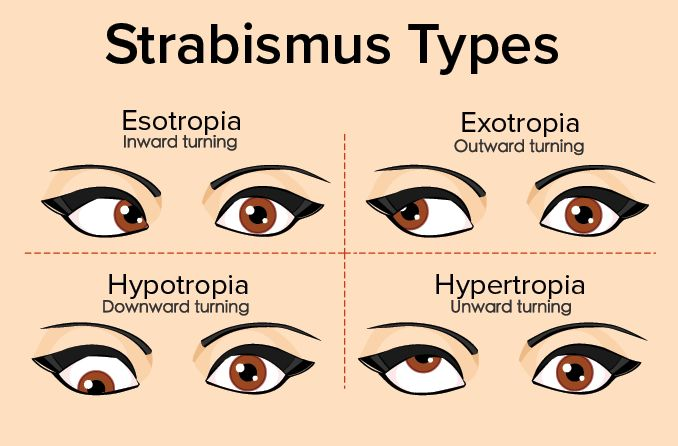 Strabismus Types
Esotropia
Inward turning
Exotropia
Outward turning
Hypotropia
Downward turning
Hypertropia
Unward turning